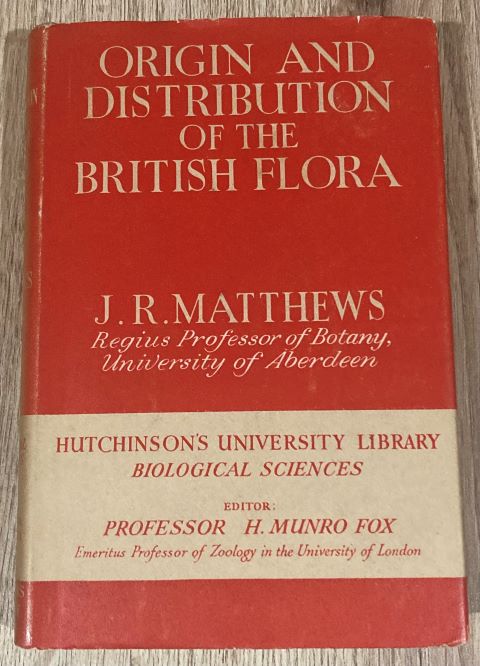 ORIGIN AND
DISTRIBUTION
OF THE
BRITISH FLORA
J. R. MATTHEWS
Regius Professor of Botany,
University of Aberdeen
HUTCHINSON'S UNIVERSITY LIBRARY
BIOLOGICAL SCIENCES
EDITOR:
PROFESSOR H. MUNRO FOX
Emeritus Professor of Zoology in the University of London